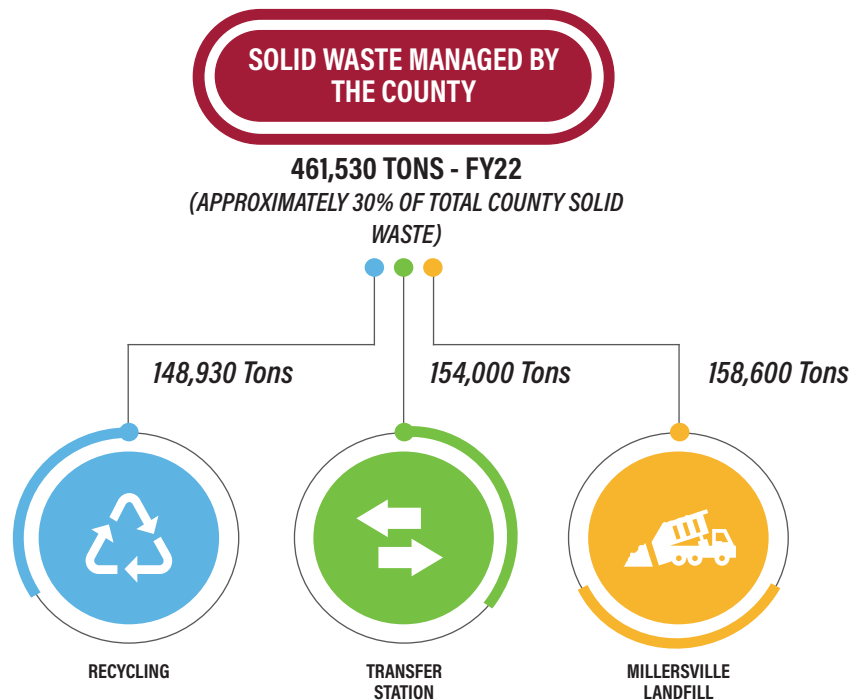 SOLID WASTE MANAGED BY
THE COUNTY
461,530 TONS - FY22
(APPROXIMATELY 30% OF TOTAL COUNTY SOLID
WASTE)
148,930 Tons
154,000 Tons
158,600 Tons
RECYCLING
TRANSFER
STATION
MILLERSVILLE
LANDFILL